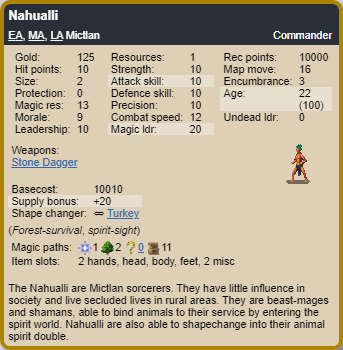 Nahualli
EA, MA, LA Mictlan Commander
Gold: 125 Resources: 1 Rec points: 10000
Hit points: 10 Strength: 10 Map move: 16
Size: 2 Attack skill: 10 Encumbrance: 3
Protection: 0 Defence skill: 10 Age: 22
Magic res: 13 Precision: 10 (100)
Morale: 9 Combat speed: 12 Undead ldr: 0
Leadership: 10 Magic ldr: 20
Weapons:
Stone Dagger
Basecost: 10010
Supply bonus: +20
Shape changer: ⇔ Turkey
(Forest-survival, spirit-sight)
Magic paths: 1 2 ? 0 11
Item slots: 2 hands, head, body, feet, 2 misc
The Nahualli are Mictlan sorcerers. They have little influence in
society and live secluded lives in rural areas. They are beast-mages
and shamans, able to bind animals to their service by entering the
spirit world. Nahualli are also able to shapechange into their animal
spirit double.